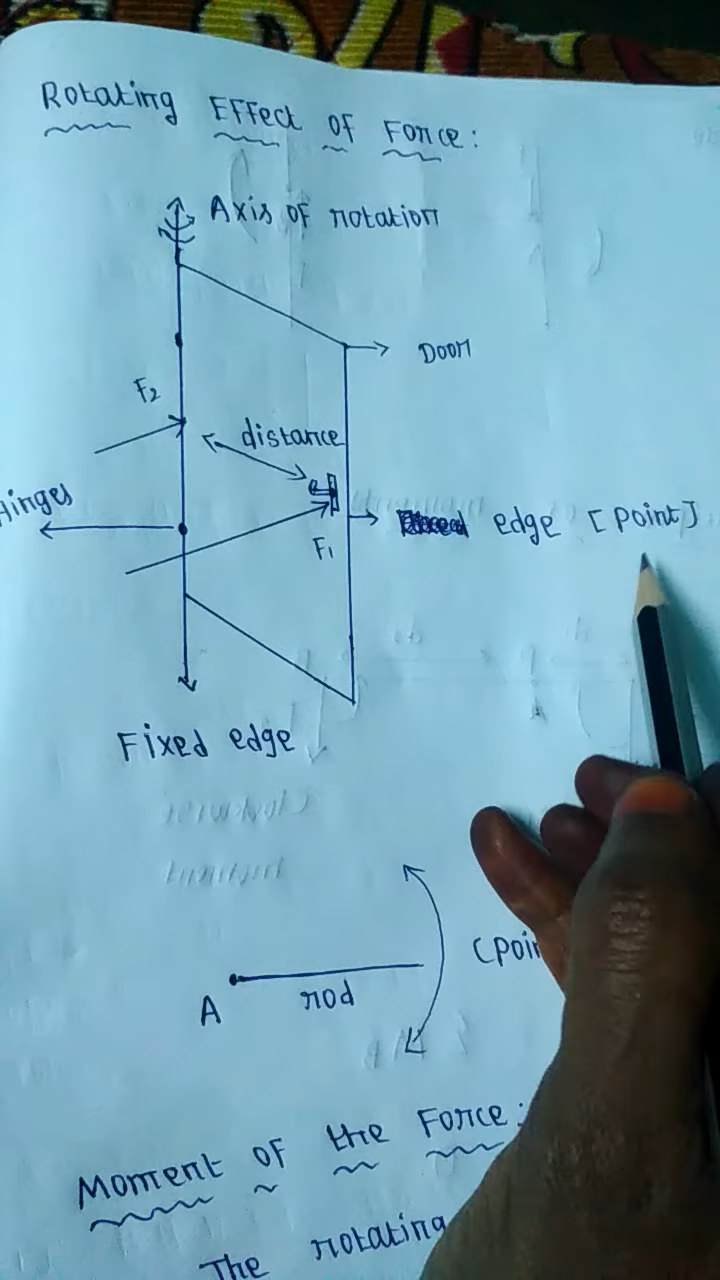 Rotating Effect of Force:
Axis of rotation
Door
F2
distance
Hinges
edge [point]
F1
Fixed edge
A
rod
Moment of the Force:
The rotating